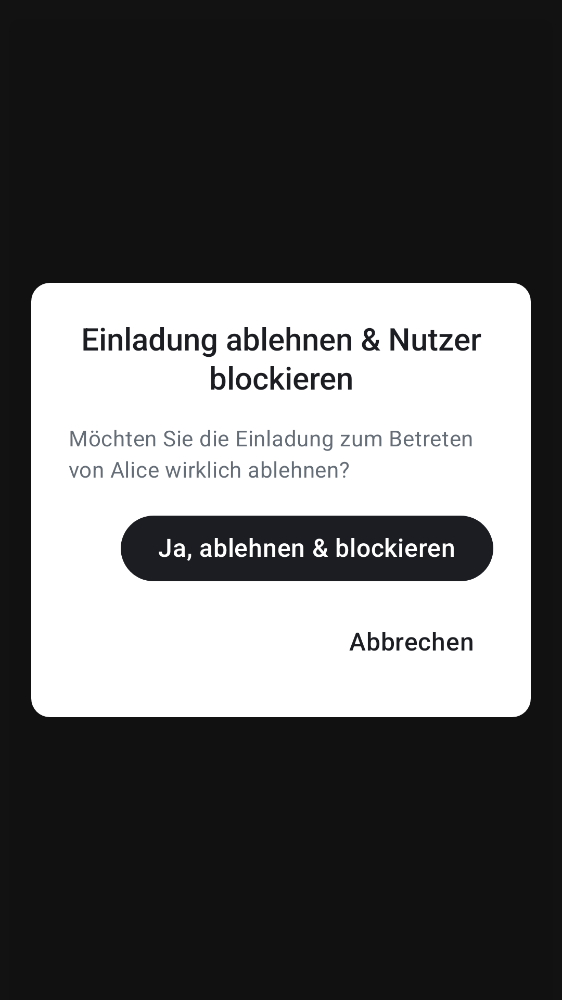 Einladung ablehnen & Nutzer
blockieren
Möchten Sie die Einladung zum Betreten
von Alice wirklich ablehnen?
Ja, ablehnen & blockieren
Abbrechen